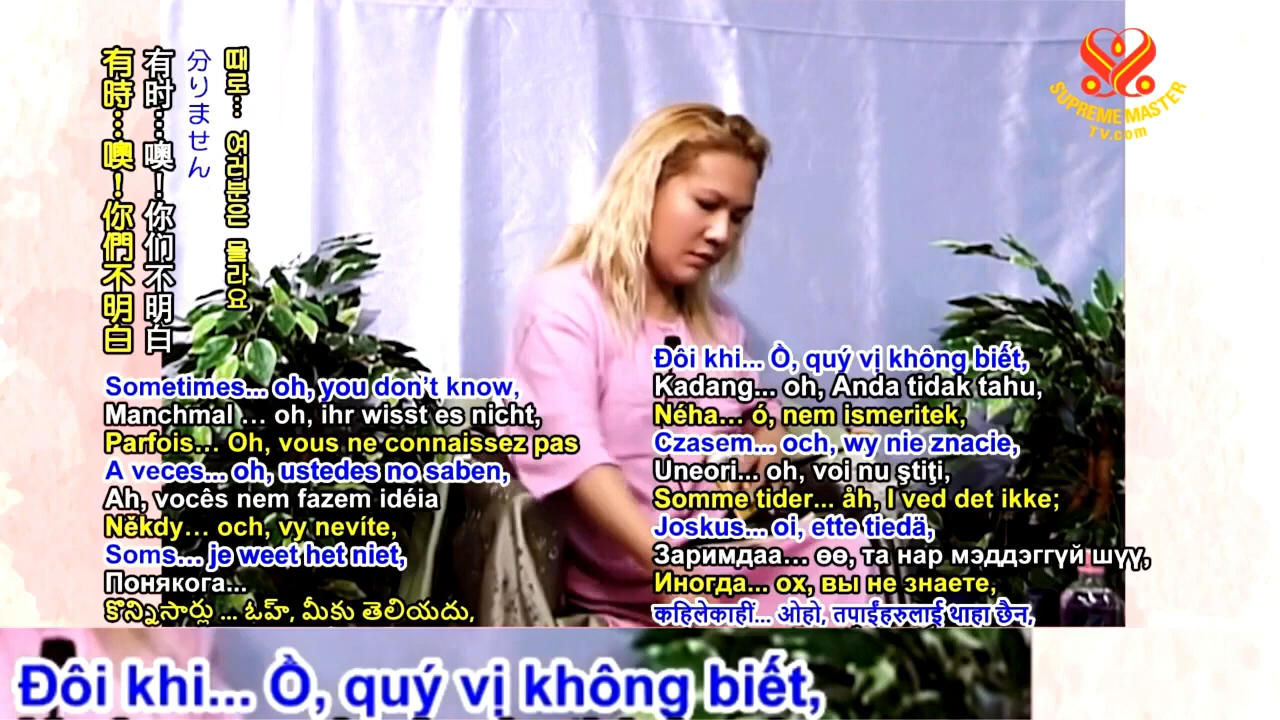 有時…噢！你們不明白
有时…噢！你们不明白
分りません
때로… 여러분은 몰라요
SUPREME MASTER
Tv.com
Sometimes... oh, you don't know,
Manchmal … oh, ihr wisst es nicht,
Parfois… Oh, vous ne connaissez pas
A veces... oh, ustedes no saben,
Ah, vocês nem fazem idéia
Někdy… och, vy nevíte,
Soms... je weet het niet,
Понякога...
కొన్నిసార్లు ... ఓహ్, మీకు తెలియదు,
Đôi khi... Ồ, quý vị không biết,
Kadang... oh, Anda tidak tahu,
Néha... ó, nem ismeritek,
Czasem... och, wy nie znacie,
Uneori... oh, voi nu ştiţi,
Somme tider... åh, I ved det ikke;
Joskus... oi, ette tiedä,
Заримдаа... өө, та нар мэддэггүй шүү,
Иногда... ох, вы не знаете,
कहिलेकाहीं... ओहो, तपाईंहरुलाई थाहा छैन,
Đôi khi... Ồ, quý vị không biết,